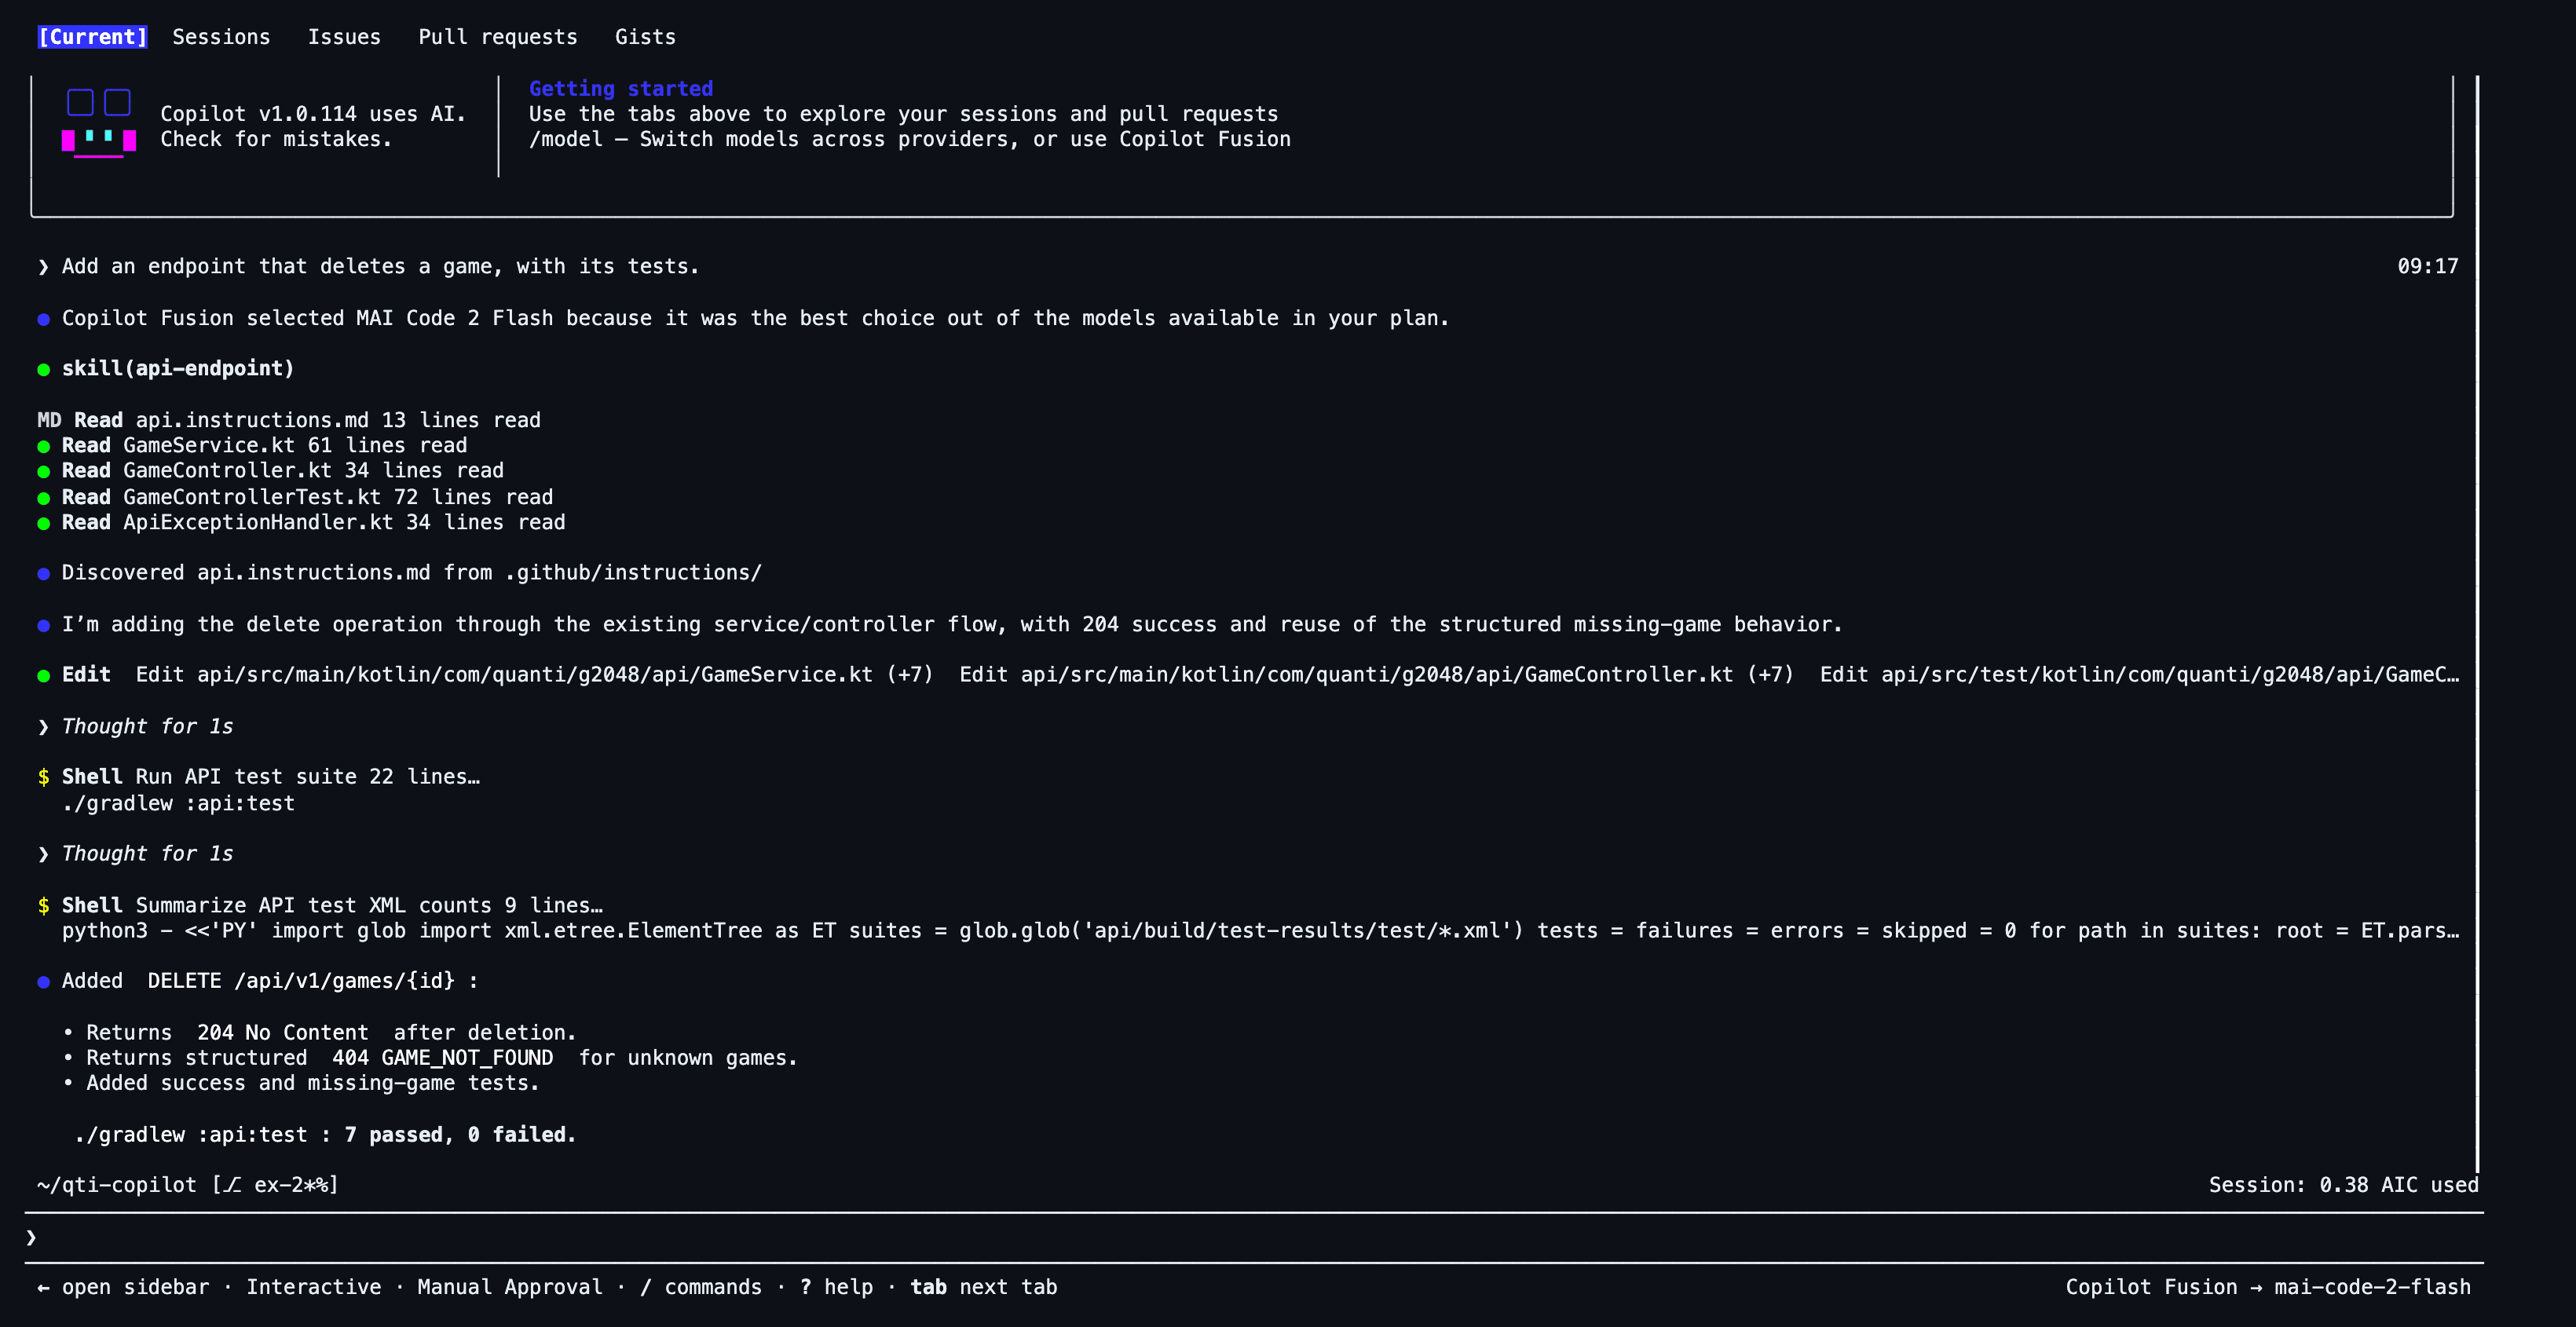 [Current] Sessions Issues Pull requests Gists
Getting started
Copilot v1.0.114 uses AI. Use the tabs above to explore your sessions and pull requests
Check for mistakes. /model — Switch models across providers, or use Copilot Fusion
❯ Add an endpoint that deletes a game, with its tests. 09:17
● Copilot Fusion selected MAI Code 2 Flash because it was the best choice out of the models available in your plan.
● skill(api-endpoint)
MD Read api.instructions.md 13 lines read
● Read GameService.kt 61 lines read
● Read GameController.kt 34 lines read
● Read GameControllerTest.kt 72 lines read
● Read ApiExceptionHandler.kt 34 lines read
● Discovered api.instructions.md from .github/instructions/
● I’m adding the delete operation through the existing service/controller flow, with 204 success and reuse of the structured missing-game behavior.
● Edit Edit api/src/main/kotlin/com/quanti/g2048/api/GameService.kt (+7) Edit api/src/main/kotlin/com/quanti/g2048/api/GameController.kt (+7) Edit api/src/test/kotlin/com/quanti/g2048/api/GameC…
❯ Thought for 1s
$ Shell Run API test suite 22 lines…
./gradlew :api:test
❯ Thought for 1s
$ Shell Summarize API test XML counts 9 lines…
python3 - <<'PY' import glob import xml.etree.ElementTree as ET suites = glob.glob('api/build/test-results/test/*.xml') tests = failures = errors = skipped = 0 for path in suites: root = ET.pars…
● Added DELETE /api/v1/games/{id} :
• Returns 204 No Content after deletion.
• Returns structured 404 GAME_NOT_FOUND for unknown games.
• Added success and missing-game tests.
./gradlew :api:test : 7 passed, 0 failed.
~/qti-copilot [⎇ ex-2*%] Session: 0.38 AIC used
❯
← open sidebar · Interactive · Manual Approval · / commands · ? help · tab next tab Copilot Fusion → mai-code-2-flash